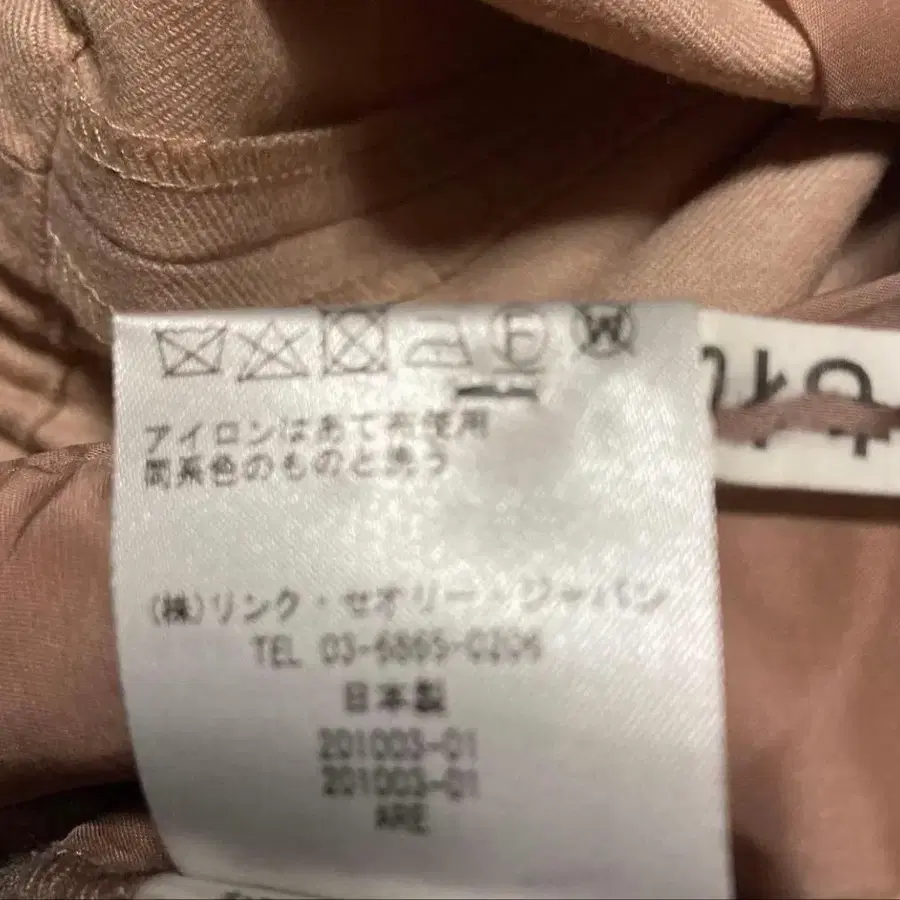 F
W
アイロンはあて布使用
同系色のものと洗う
(株)リンク・セオリー・ジャパン
TEL 03-6865-0206
日本製
201003-01
201003-01
ARE